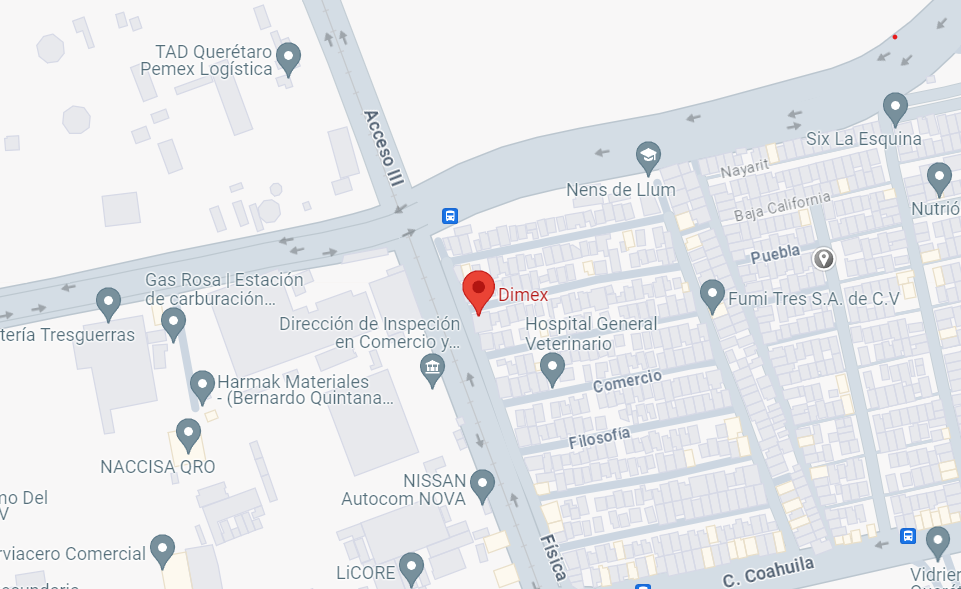 TAD Querétaro
Pemex Logística
Acceso III
Six La Esquina
Nayarit
Nens de Llum
Baja California
Nutrió
Puebla
Gas Rosa | Estación
de carburación...
Dimex
Fumi Tres S.A. de C.V
tería Tresguerras
Dirección de Inspeción
en Comercio y...
Hospital General
Veterinario
Harmak Materiales
- (Bernardo Quintana...
Comercio
Filosofía
NACCISA QRO
NISSAN
Autocom NOVA
mo Del
V
Física
rviacero Comercial
LiCORE
C. Coahuila
Vidrier